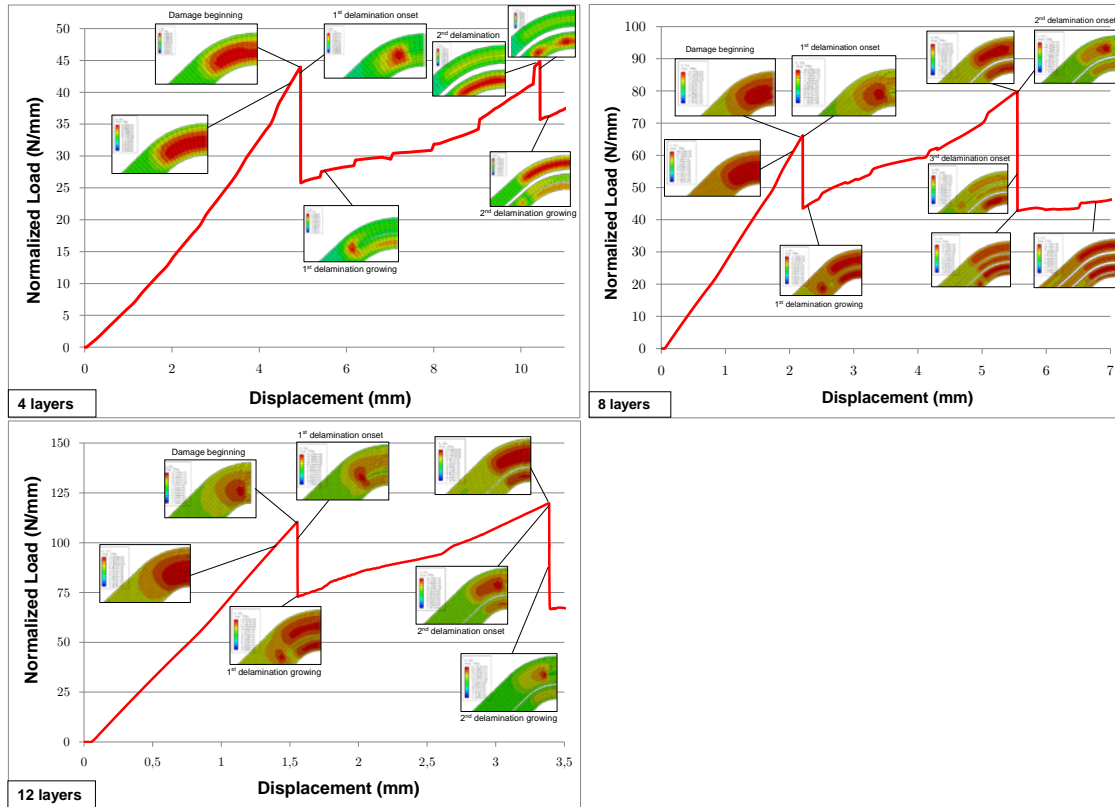 Damage beginning
1st delamination onset
2nd delamination
50
45
40
35
30
25
20
15
10
5
0
Normalized Load (N/mm)
1st delamination growing
2nd delamination growing
0 2 4 6 8 10
Displacement (mm)
4 layers
2nd delamination onset
Damage beginning
1st delamination onset
3rd delamination onset
100
90
80
70
60
50
40
30
20
10
0
Normalized Load (N/mm)
1st delamination growing
0 1 2 3 4 5 6 7
Displacement (mm)
8 layers
1st delamination onset
Damage beginning
150
125
100
75
50
25
0
Normalized Load (N/mm)
1st delamination growing
2nd delamination onset
2nd delamination growing
0 0,5 1 1,5 2 2,5 3 3,5
Displacement (mm)
12 layers